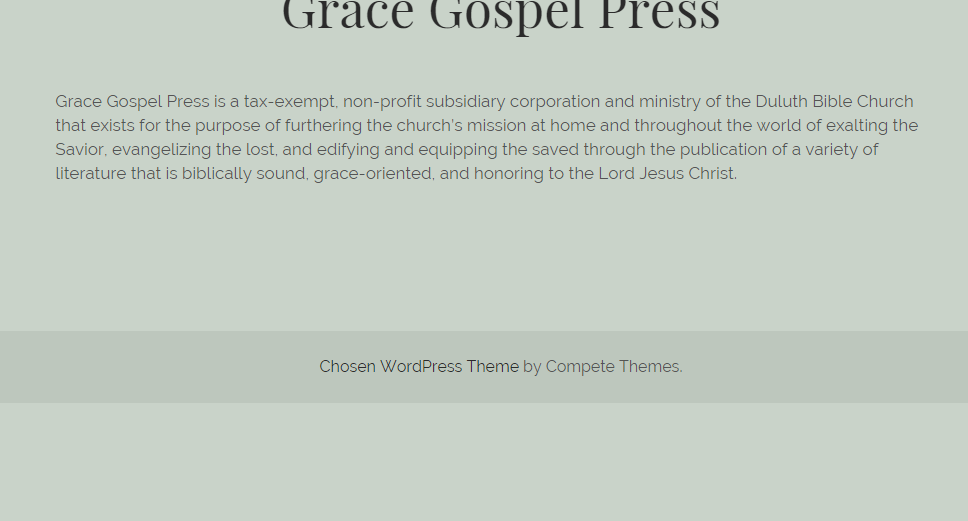 Grace Gospel Press
Grace Gospel Press is a tax-exempt, non-profit subsidiary corporation and ministry of the Duluth Bible Church
that exists for the purpose of furthering the church's mission at home and throughout the world of exalting the
Savior, evangelizing the lost, and edifying and equipping the saved through the publication of a variety of
literature that is biblically sound, grace-oriented, and honoring to the Lord Jesus Christ.
Chosen WordPress Theme by Compete Themes.